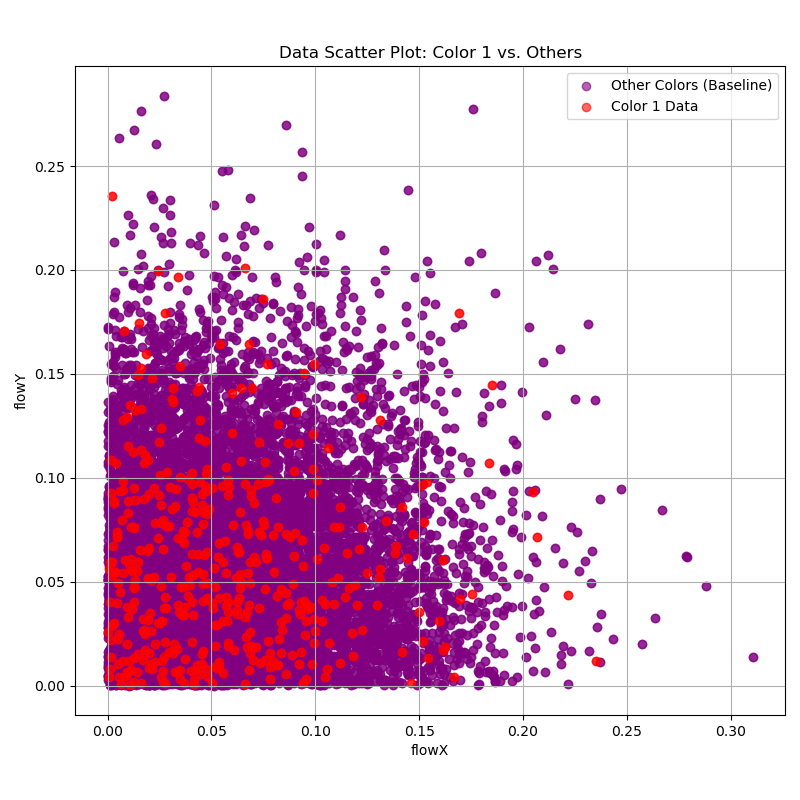 Data Scatter Plot: Color 1 vs. Others
Other Colors (Baseline)
Color 1 Data
flowY
0.25
0.20
0.15
0.10
0.05
0.00
0.00 0.05 0.10 0.15 0.20 0.25 0.30
flowX